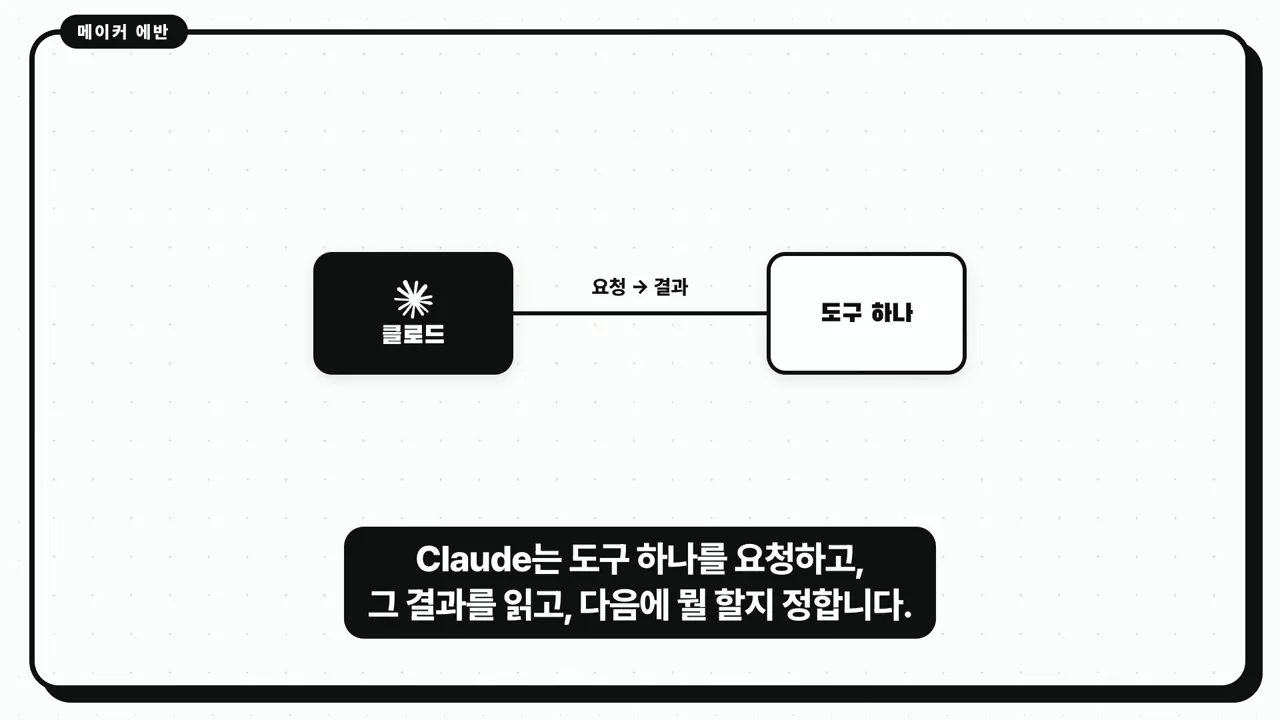 메이커 에반
요청 → 결과
클로드
도구 하나
Claude는 도구 하나를 요청하고,
그 결과를 읽고, 다음에 뭘 할지 정합니다.